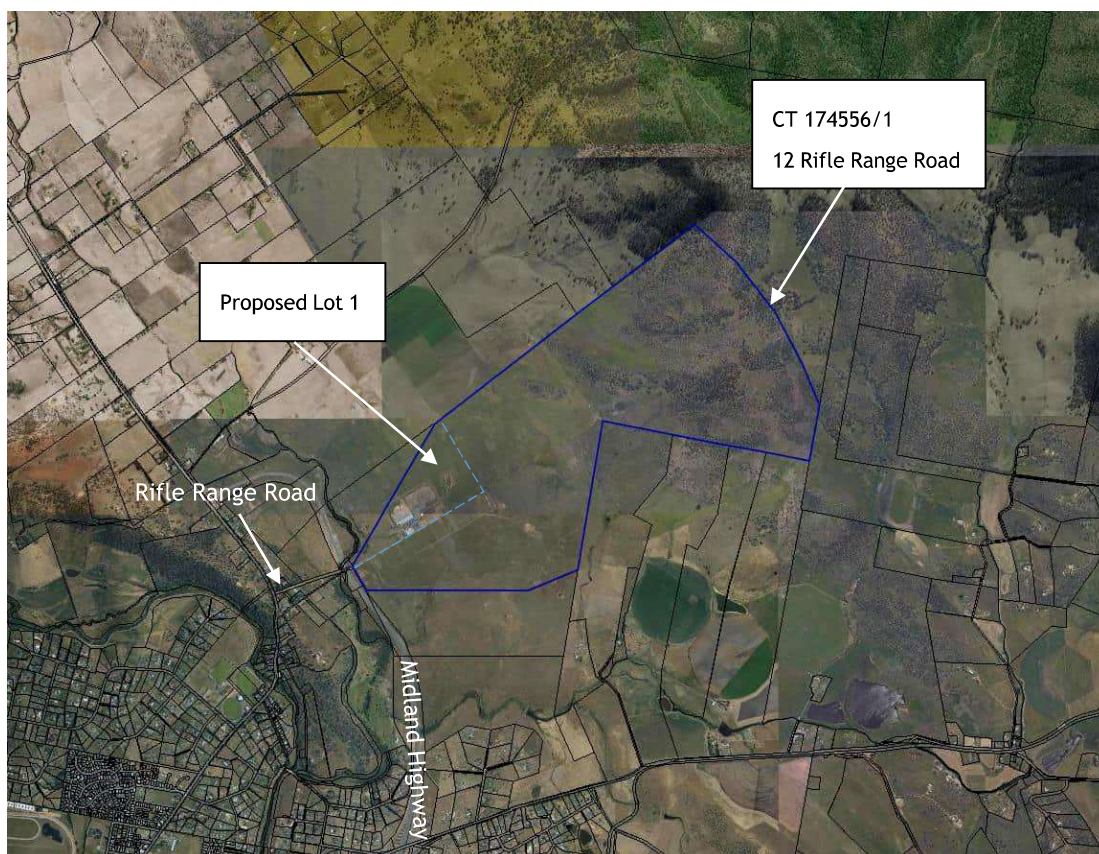 CT 174556/1
12 Rifle Range Road
Proposed Lot 1
Rifle Range Road
Midland Highway